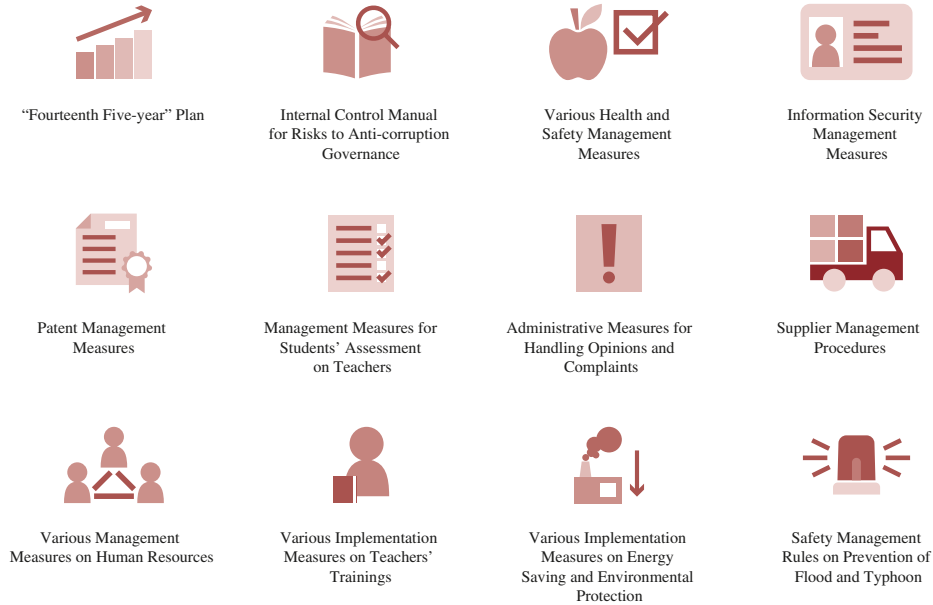 “Fourteenth Five-year” Plan
Internal Control Manual
for Risks to Anti-corruption
Governance
Various Health and
Safety Management
Measures
Information Security
Management
Measures
Patent Management
Measures
Management Measures for
Students’ Assessment
on Teachers
Administrative Measures for
Handling Opinions and
Complaints
Supplier Management
Procedures
Various Management
Measures on Human Resources
Various Implementation
Measures on Teachers’
Trainings
Various Implementation
Measures on Energy
Saving and Environmental
Protection
Safety Management
Rules on Prevention of
Flood and Typhoon